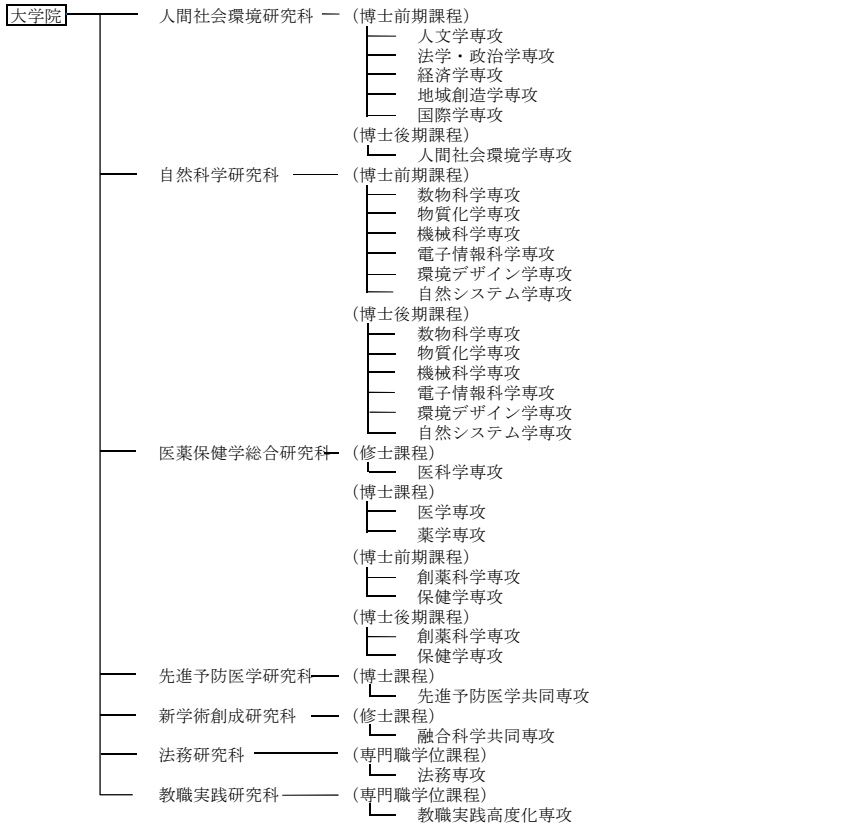 大学院 人間社会環境研究科 （博士前期課程）
人文学専攻
法学・政治学専攻
経済学専攻
地域創造学専攻
国際学専攻
（博士後期課程）
人間社会環境学専攻
自然科学研究科 （博士前期課程）
数物科学専攻
物質化学専攻
機械科学専攻
電子情報科学専攻
環境デザイン学専攻
自然システム学専攻
（博士後期課程）
数物科学専攻
物質化学専攻
機械科学専攻
電子情報科学専攻
環境デザイン学専攻
自然システム学専攻
医薬保健学総合研究科 （修士課程）
医科学専攻
（博士課程）
医学専攻
薬学専攻
（博士前期課程）
創薬科学専攻
保健学専攻
（博士後期課程）
創薬科学専攻
保健学専攻
先進予防医学研究科 （博士課程）
先進予防医学共同専攻
新学術創成研究科 （修士課程）
融合科学共同専攻
法務研究科 （専門職学位課程）
法務専攻
教職実践研究科 （専門職学位課程）
教職実践高度化専攻